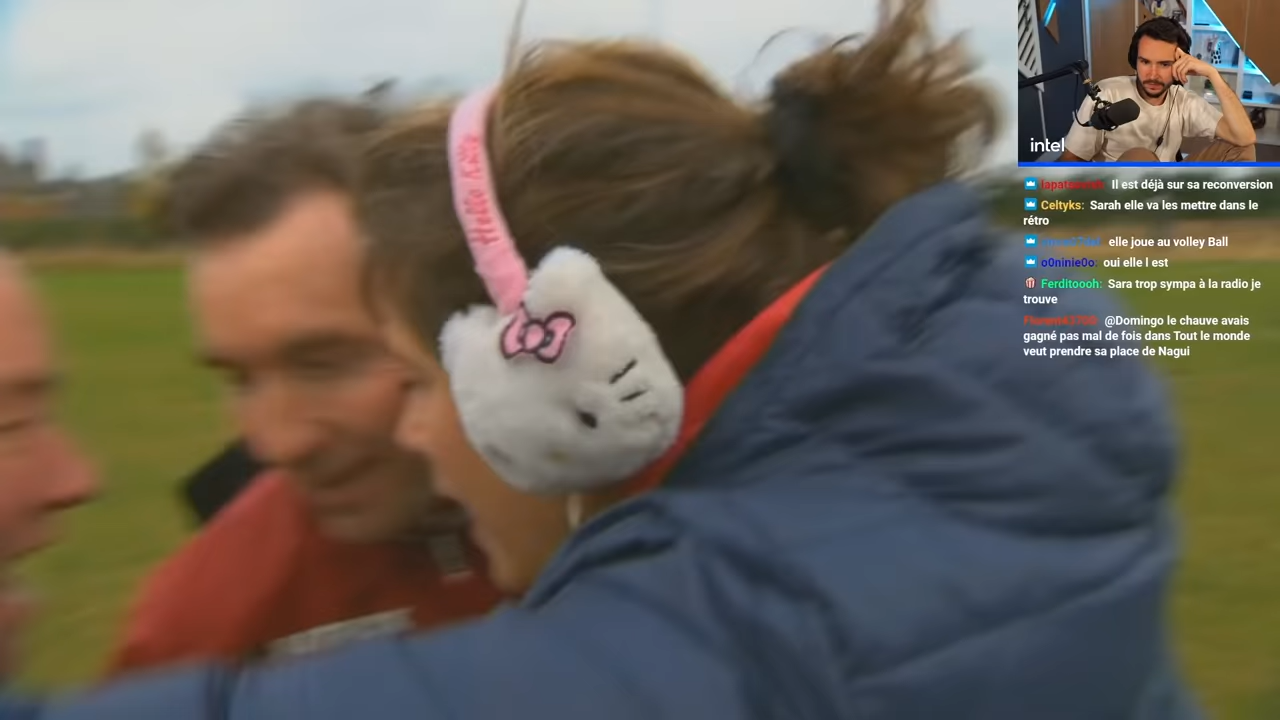 Hello Kitty
intel
Il est déjà sur sa reconversion
Celtyks: Sarah elle va les mettre dans le
rétro
elle joue au volley Ball
o0ninie0o: oui elle l est
Ferditoooh: Sara trop sympa à la radio je
trouve
@Domingo le chauve avais
gagné pas mal de fois dans Tout le monde
veut prendre sa place de Nagui